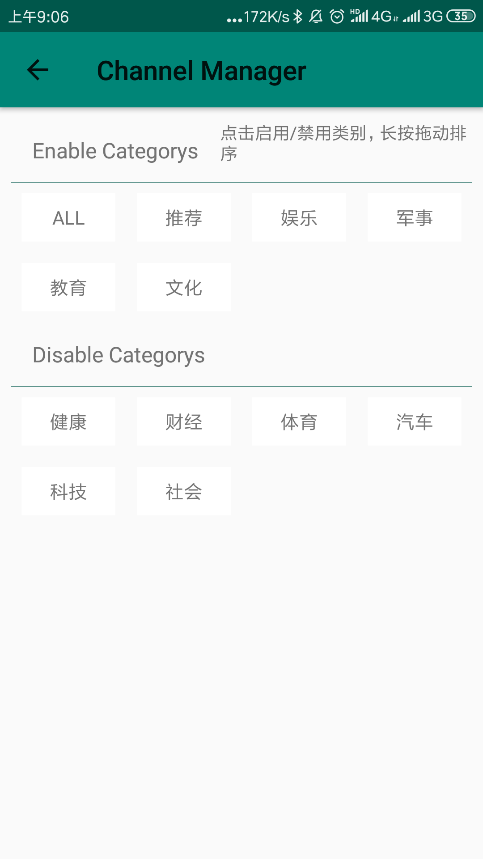 上午9:06 ...172K/s HD 4G 3G 35
Channel Manager
Enable Categorys 点击启用/禁用类别，长按拖动排
序
ALL 推荐 娱乐 军事
教育 文化
Disable Categorys
健康 财经 体育 汽车
科技 社会